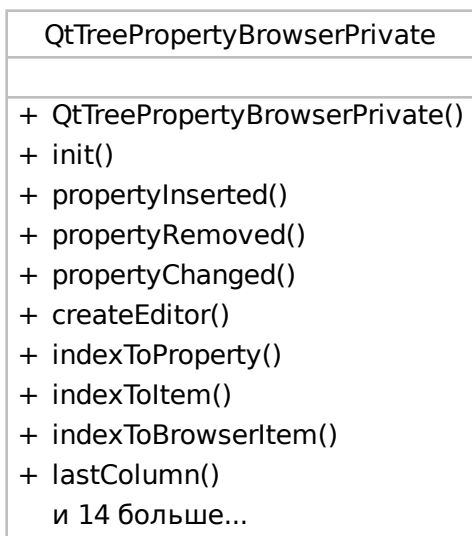 QtTreePropertyBrowserPrivate
+ QtTreePropertyBrowserPrivate()
+ init()
+ propertyInserted()
+ propertyRemoved()
+ propertyChanged()
+ createEditor()
+ indexToProperty()
+ indexToItem()
+ indexToBrowserItem()
+ lastColumn()
и 14 больше...